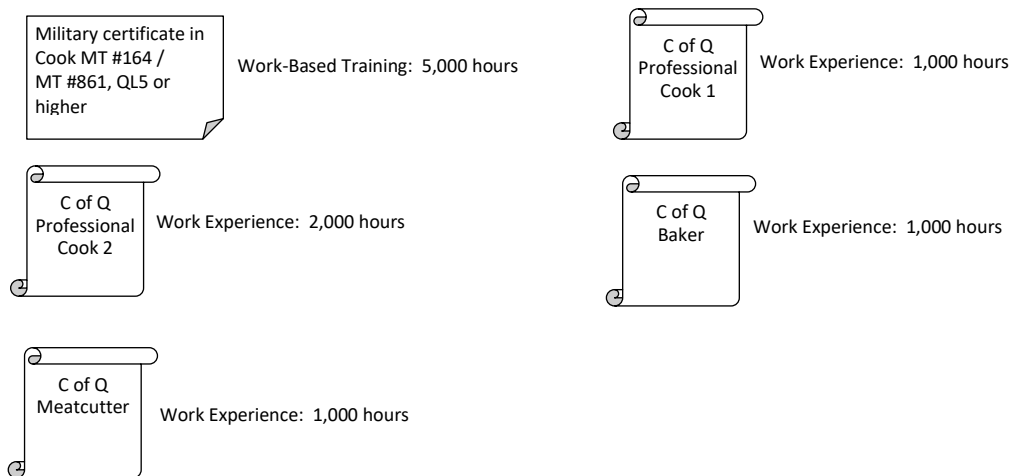 Military certificate in
Cook MT #164 /
MT #861, QL5 or
higher
Work-Based Training: 5,000 hours
C of Q
Professional
Cook 1
Work Experience: 1,000 hours
C of Q
Professional
Cook 2
Work Experience: 2,000 hours
C of Q
Baker
Work Experience: 1,000 hours
C of Q
Meatcutter
Work Experience: 1,000 hours